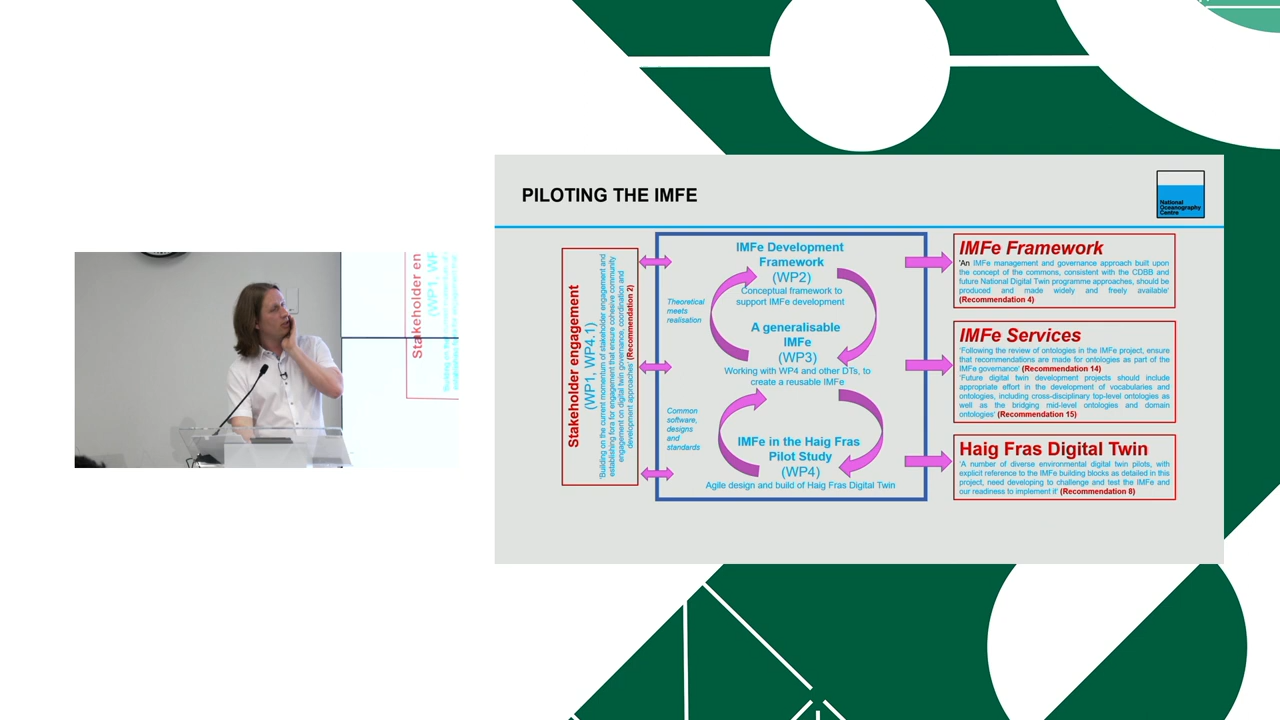 PILOTING THE IMFE
National
Oceanography
Centre
Stakeholder engagement
(WP1, WP4.1)
'Building on the current momentum of stakeholder engagement and
establishing fora for engagement that ensure cohesive community
engagement on digital twin governance, coordination and
development approaches (Recommendation 2)
Theoretical
meets
realisation
Common
software,
designs
and
standards
IMFe Development
Framework
(WP2)
Conceptual framework to
support IMFe development
A generalisable
IMFe
(WP3)
Working with WP4 and other DTs, to
create a reusable IMFe
IMFe in the Haig Fras
Pilot Study
(WP4)
Agile design and build of Haig Fras Digital Twin
IMFe Framework
'An IMFe management and governance approach built upon
the concept of the commons, consistent with the CDBB and
future National Digital Twin programme approaches, should be
produced and made widely and freely available'
(Recommendation 4)
IMFe Services
'Following the review of ontologies in the IMFe project, ensure
that recommendations are made for ontologies as part of the
IMFe governance' (Recommendation 14)
'Future digital twin development projects should include
appropriate effort in the development of vocabularies and
ontologies, including cross-disciplinary top-level ontologies as
well as the bridging mid-level ontologies and domain
ontologies' (Recommendation 15)
Haig Fras Digital Twin
'A number of diverse environmental digital twin pilots, with
explicit reference to the IMFe building blocks as detailed in this
project, need developing to challenge and test the IMFe and
our readiness to implement it' (Recommendation 8)
Stakeholder en
(WP1, WP